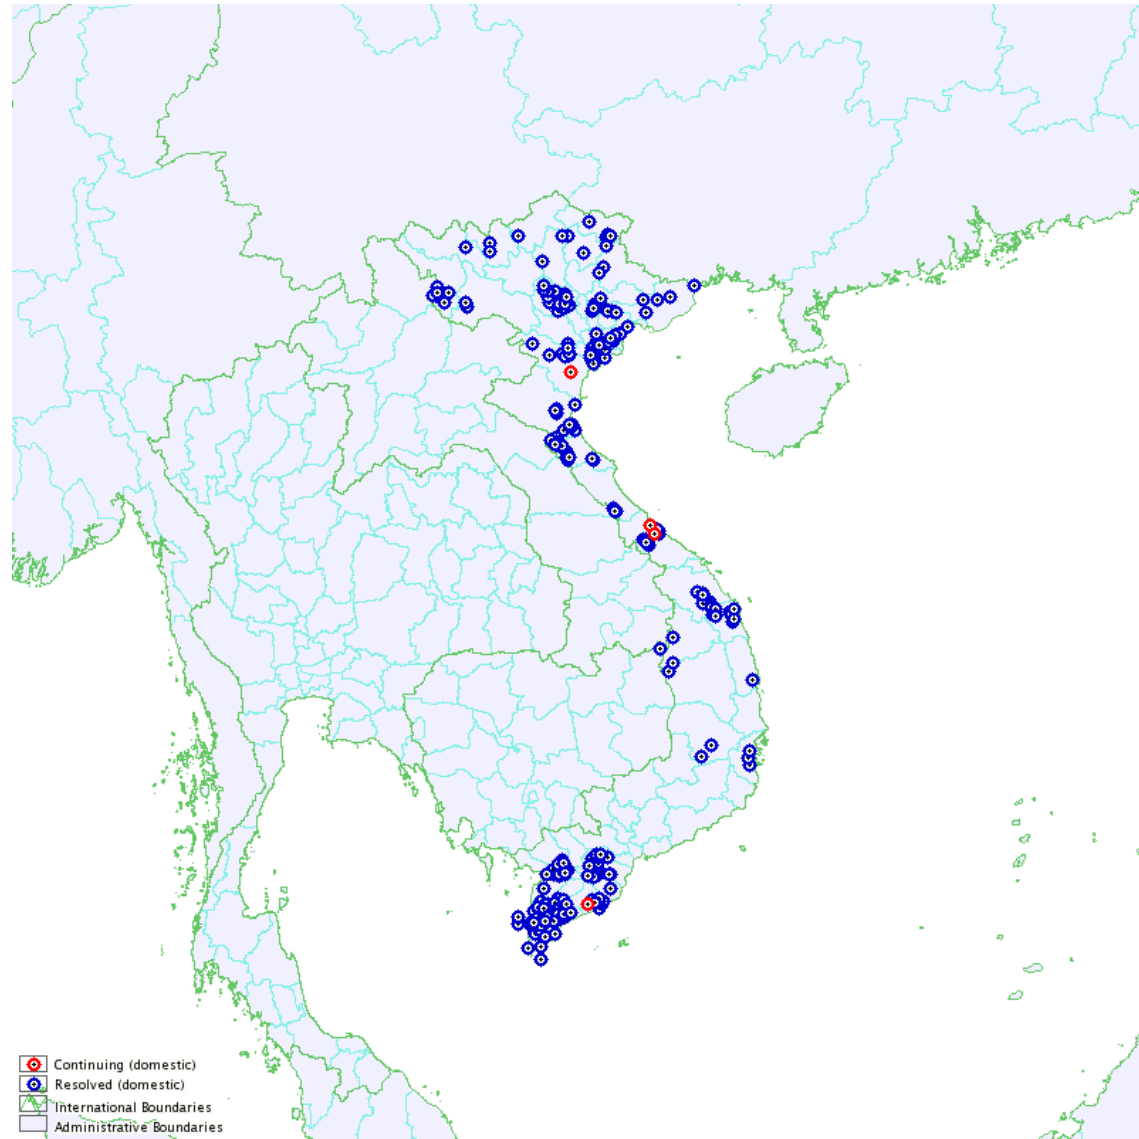 Continuing (domestic)
Resolved (domestic)
International Boundaries
Administrative Boundaries